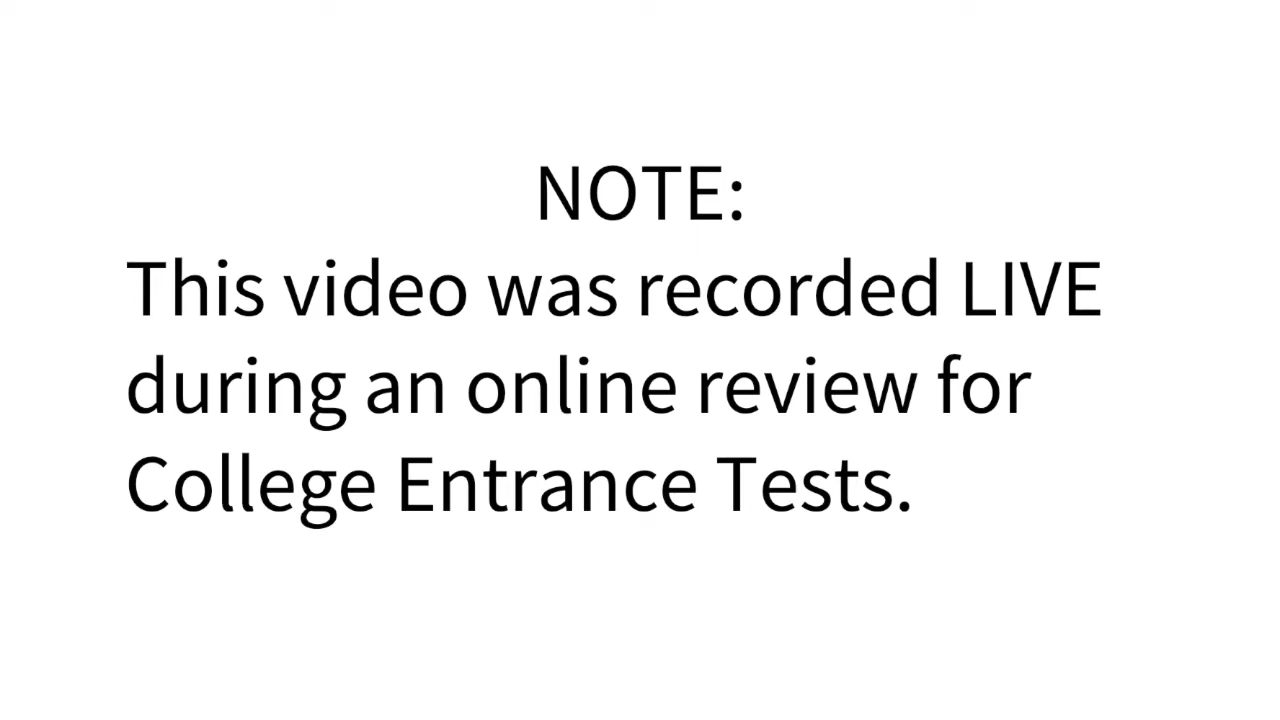 NOTE:
This video was recorded LIVE
during an online review for
College Entrance Tests.